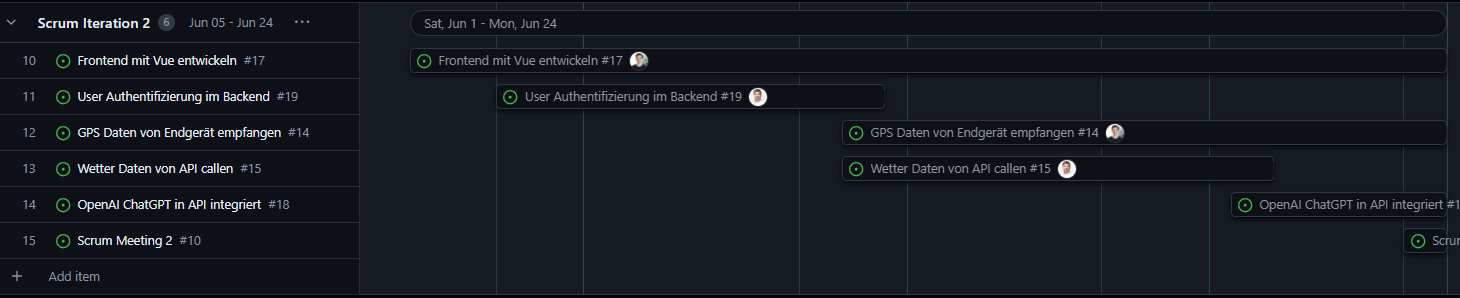 Scrum Iteration 2 6 Jun 05 - Jun 24 ...
Sat, Jun 1 - Mon, Jun 24
10 Frontend mit Vue entwickeln #17
Frontend mit Vue entwickeln #17
11 User Authentifizierung im Backend #19
User Authentifizierung im Backend #19
12 GPS Daten von Endgerät empfangen #14
GPS Daten von Endgerät empfangen #14
13 Wetter Daten von API callen #15
Wetter Daten von API callen #15
14 OpenAI ChatGPT in API integriert #18
OpenAI ChatGPT in API integriert #1
15 Scrum Meeting 2 #10
Scru
+ Add item